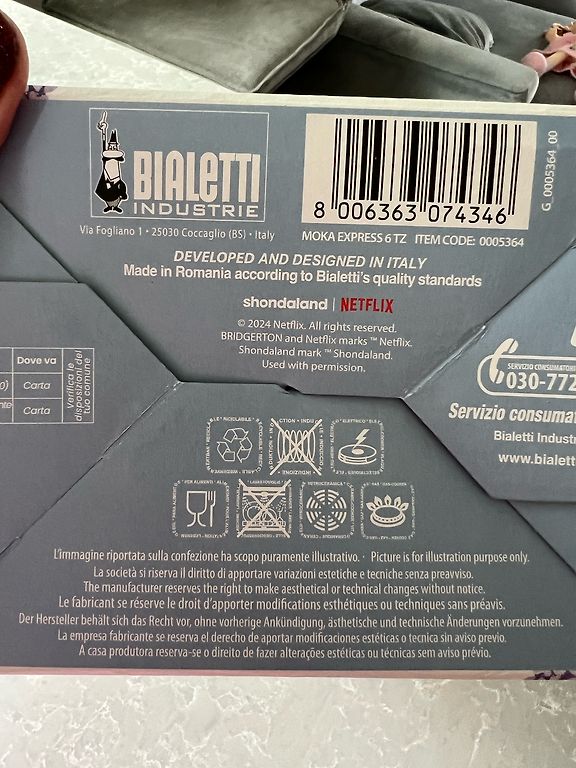 BIALETTI
INDUSTRIE
Via Fogliano 1 • 25030 Coccaglio (BS) • Italy
8 006363 074346
MOKA EXPRESS 6 TZ ITEM CODE: 0005364
G_0005364_00
DEVELOPED AND DESIGNED IN ITALY
Made in Romania according to Bialetti's quality standards
shondaland | NETFLIX
© 2024 Netflix. All rights reserved.
BRIDGERTON and Netflix marks ™ Netflix.
Shondaland mark ™ Shondaland.
Used with permission.
Dove va
Carta
Carta
Verifica le
disposizioni del
tuo comune
SERVIZIO CONSUMATORI
030-772
Servizio consuma
Bialetti Industr
www.bialett
L'immagine riportata sulla confezione ha scopo puramente illustrativo. · Picture is for illustration purpose only.
La società si riserva il diritto di apportare variazioni estetiche e tecniche senza preavviso.
The manufacturer reserves the right to make aesthetical or technical changes without notice.
Le fabricant se réserve le droit d'apporter modifications esthétiques ou techniques sans préavis.
Der Hersteller behält sich das Recht vor, ohne vorherige Ankündigung, ästhetische und technische Änderungen vorzunehmen.
La empresa fabricante se reserva el derecho de aportar modificaciones estéticas o tecnica sin aviso previo.
A casa produtora reserva-se o direito de fazer alterações estéticas ou técnicas sem aviso prévio.